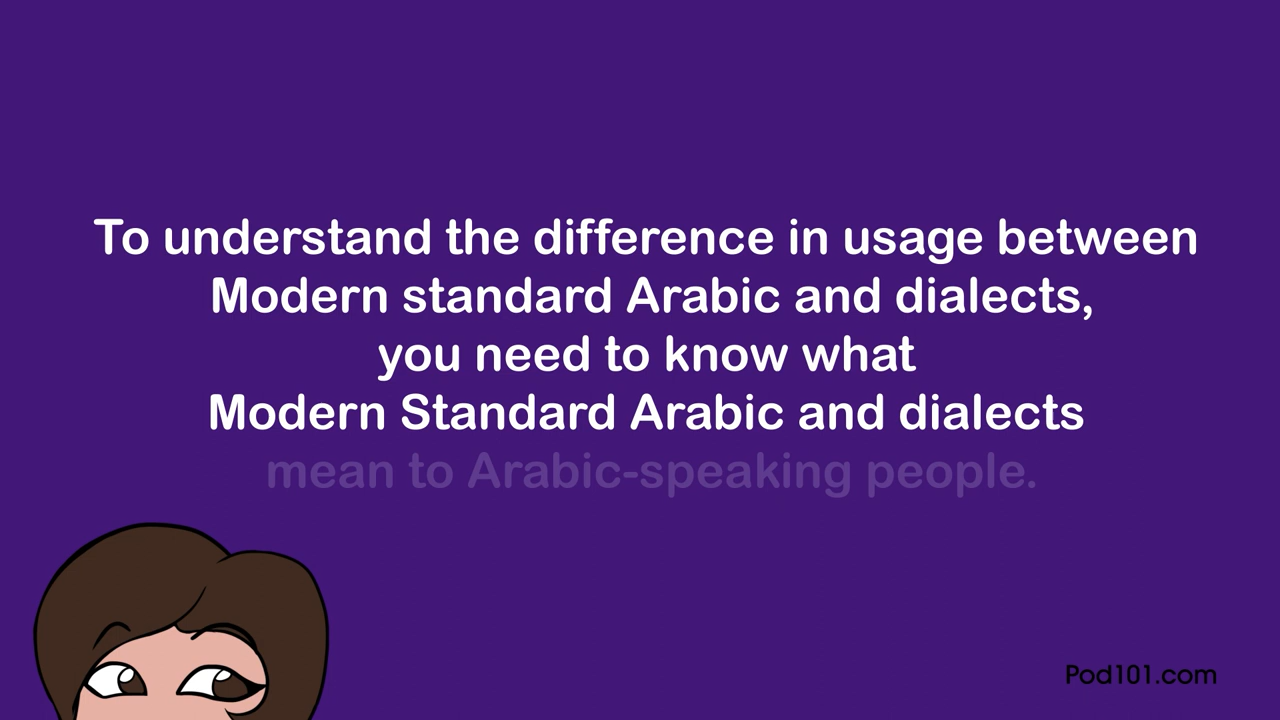 To understand the difference in usage between
Modern standard Arabic and dialects,
you need to know what
Modern Standard Arabic and dialects
mean to Arabic-speaking people.
Pod101.com